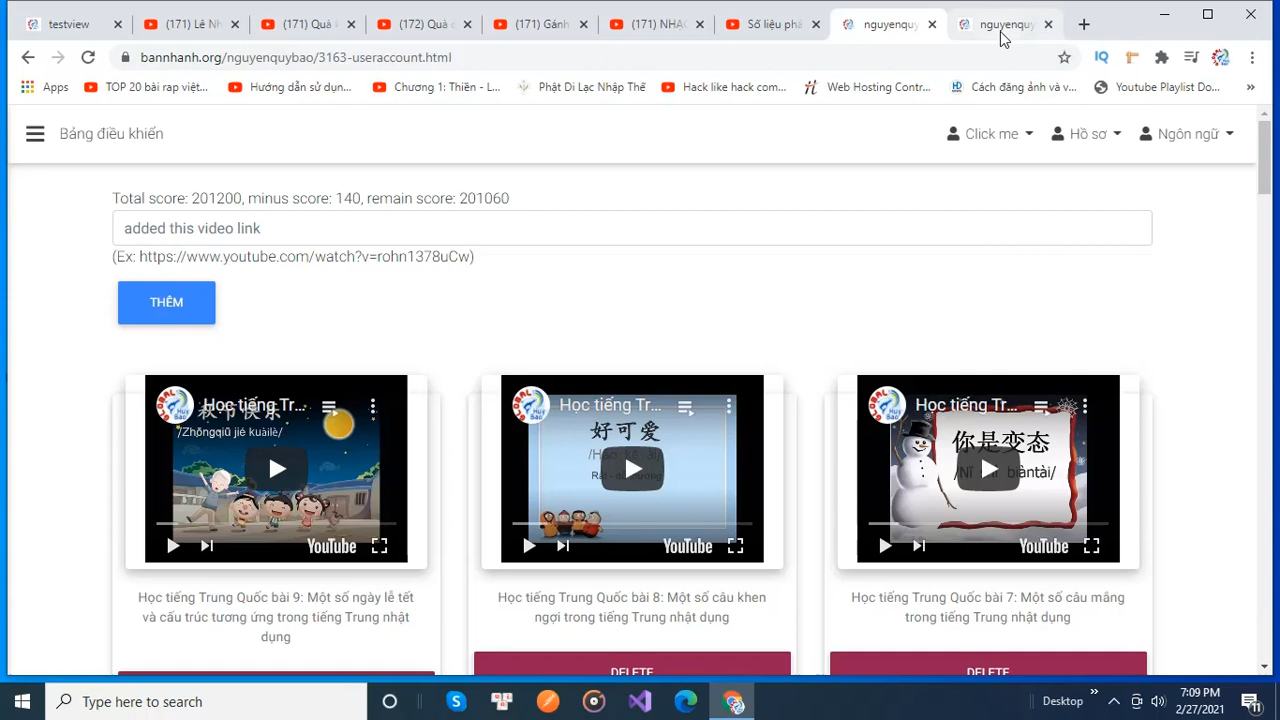 testview
(171) Lê Nh
(171) Quà
(172) Quà
(171) Gánh
(171) NHẠC
Số liệu phá
nguyenquy
nguyenquy
bannhanh.org/nguyenquybao/3163-useraccount.html
Apps
TOP 20 bài rap việt...
Hướng dẫn sử dụn...
Chương 1: Thiền - L...
Phật Di Lạc Nhập Thế
Hack like hack com...
Web Hosting Contr...
Cách đăng ảnh và v...
Youtube Playlist Do...
»
Bảng điều khiển
Click me
Hồ sơ
Ngôn ngữ
Total score: 201200, minus score: 140, remain score: 201060
added this video link
(Ex: https://www.youtube.com/watch?v=rohn1378uCw)
THÊM
Học tiếng Tr...
/Zhōngqiū jié kuàilè/
YouTube
Học tiếng Tr...
好可爱
YouTube
Học tiếng Tr...
你是变态
biàntài/
YouTube
Học tiếng Trung Quốc bài 9: Một số ngày lễ tết
và cấu trúc tương ứng trong tiếng Trung nhật
dụng
Học tiếng Trung Quốc bài 8: Một số câu khen
ngợi trong tiếng Trung nhật dụng
DELETE
Học tiếng Trung Quốc bài 7: Một số câu mắng
trong tiếng Trung nhật dụng
DELETE
Type here to search
Desktop
»
7:09 PM
2/27/2021
11